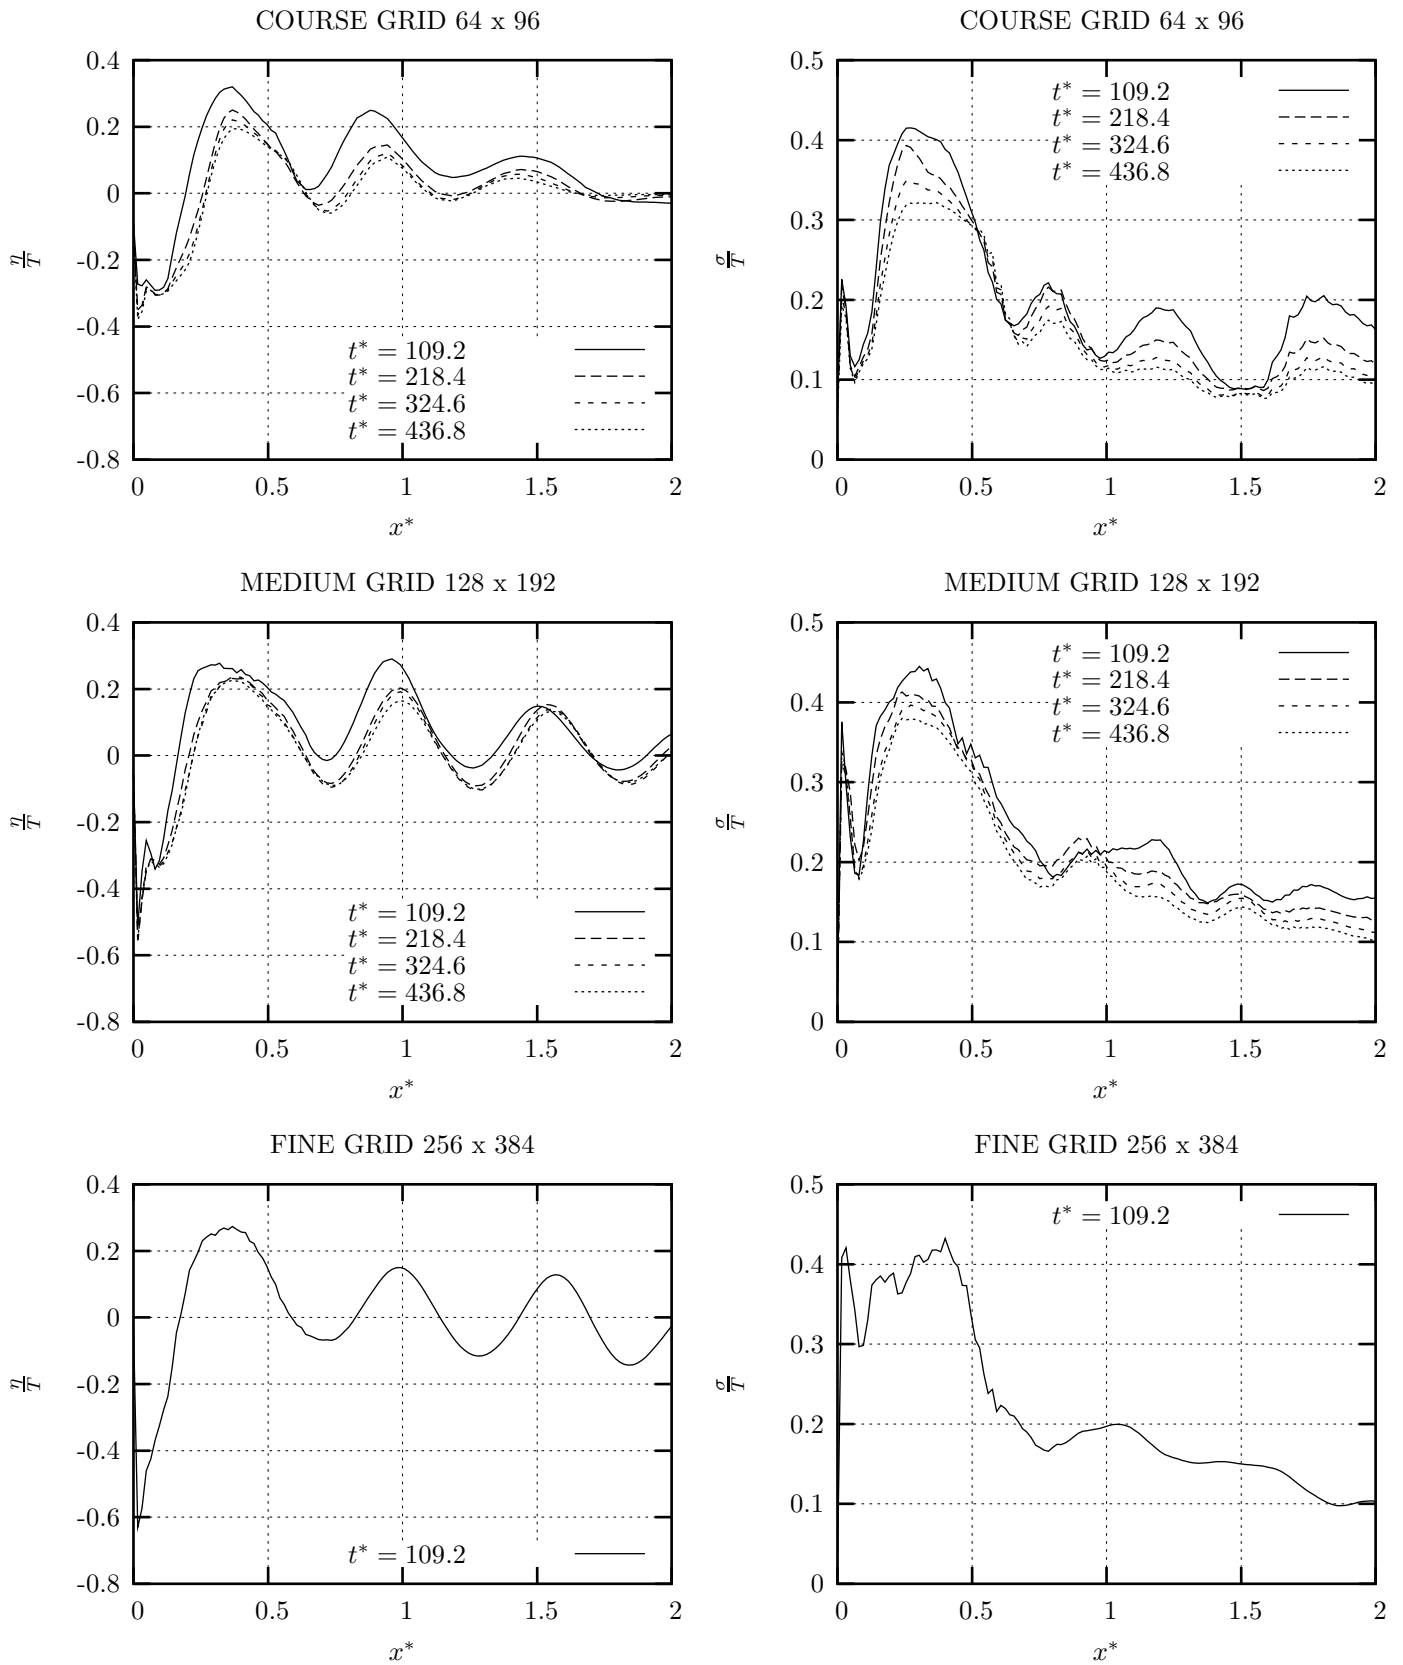 COURSE GRID 64 x 96
0.4
0.2
0
-0.2
-0.4
-0.6
-0.8
η/T
t* = 109.2
t* = 218.4
t* = 324.6
t* = 436.8
0 0.5 1 1.5 2
x*
COURSE GRID 64 x 96
0.5
0.4
0.3
0.2
0.1
0
σ/T
t* = 109.2
t* = 218.4
t* = 324.6
t* = 436.8
0 0.5 1 1.5 2
x*
MEDIUM GRID 128 x 192
0.4
0.2
0
-0.2
-0.4
-0.6
-0.8
η/T
t* = 109.2
t* = 218.4
t* = 324.6
t* = 436.8
0 0.5 1 1.5 2
x*
MEDIUM GRID 128 x 192
0.5
0.4
0.3
0.2
0.1
0
σ/T
t* = 109.2
t* = 218.4
t* = 324.6
t* = 436.8
0 0.5 1 1.5 2
x*
FINE GRID 256 x 384
0.4
0.2
0
-0.2
-0.4
-0.6
-0.8
η/T
t* = 109.2
0 0.5 1 1.5 2
x*
FINE GRID 256 x 384
0.5
0.4
0.3
0.2
0.1
0
σ/T
t* = 109.2
0 0.5 1 1.5 2
x*